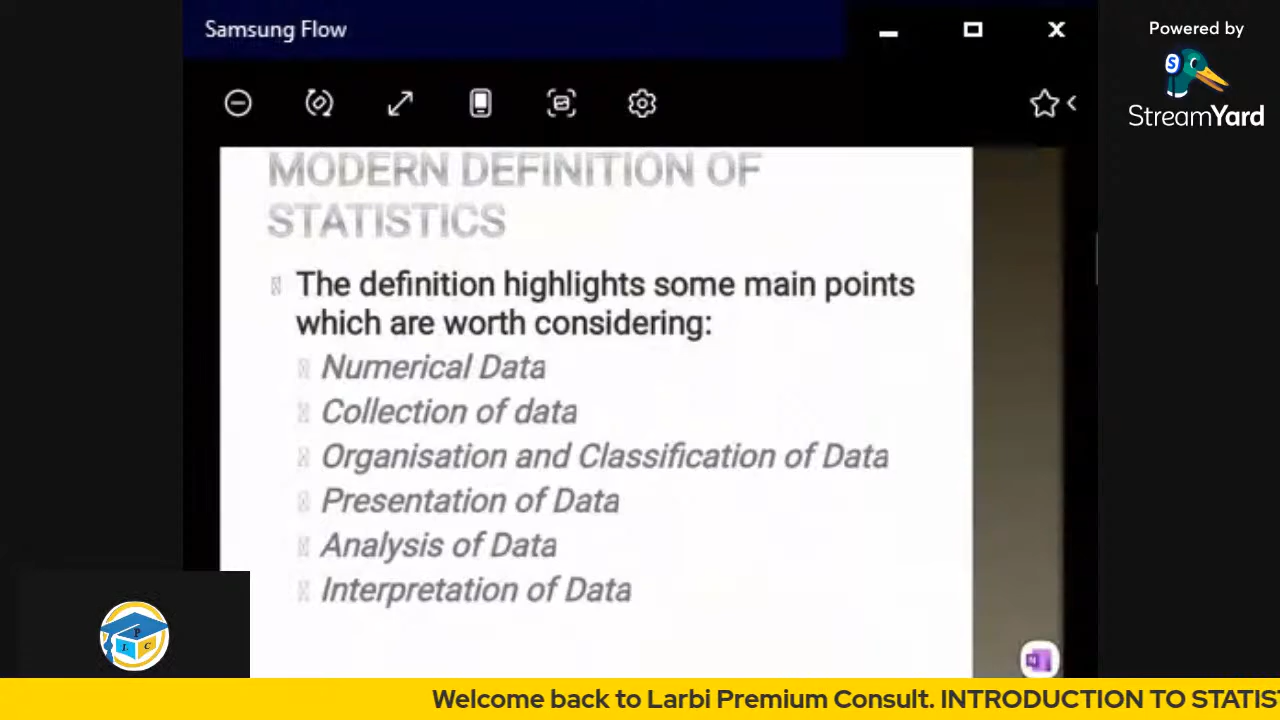 Samsung Flow
Powered by
StreamYard
MODERN DEFINITION OF
STATISTICS
The definition highlights some main points
which are worth considering:
Numerical Data
Collection of data
Organisation and Classification of Data
Presentation of Data
Analysis of Data
Interpretation of Data
P
L C
N
Welcome back to Larbi Premium Consult. INTRODUCTION TO STATIS